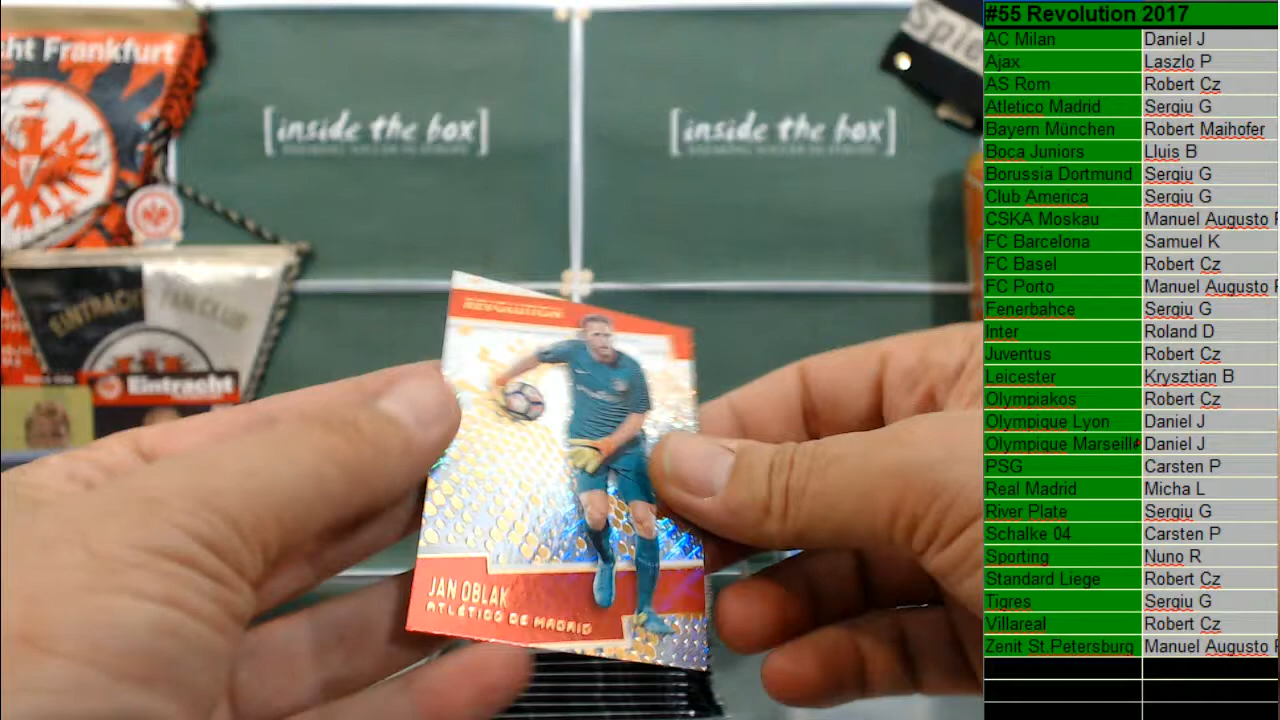 #55 Revolution 2017
AC Milan Daniel J
Ajax Laszlo P
AS Rom Robert Cz
Atletico Madrid Sergiu G
Bayern München Robert Maihofer
Boca Juniors Lluis B
Borussia Dortmund Sergiu G
Club America Sergiu G
CSKA Moskau Manuel Augusto
FC Barcelona Samuel K
FC Basel Robert Cz
FC Porto Manuel Augusto
Fenerbahce Sergiu G
Inter Roland D
Juventus Robert Cz
Leicester Krysztian B
Olympiakos Robert Cz
Olympique Lyon Daniel J
Olympique Marseille Daniel J
PSG Carsten P
Real Madrid Micha L
River Plate Sergiu G
Schalke 04 Carsten P
Sporting Nuno R
Standard Liege Robert Cz
Tigres Sergiu G
Villareal Robert Cz
Zenit St.Petersburg Manuel Augusto
cht Frankfurt
[inside the box]
[inside the box]
Spie
EINTRACHT FAN CLUB
Eintracht
REVOLUTION
JAN OBLAK
ATLÉTICO DE MADRID